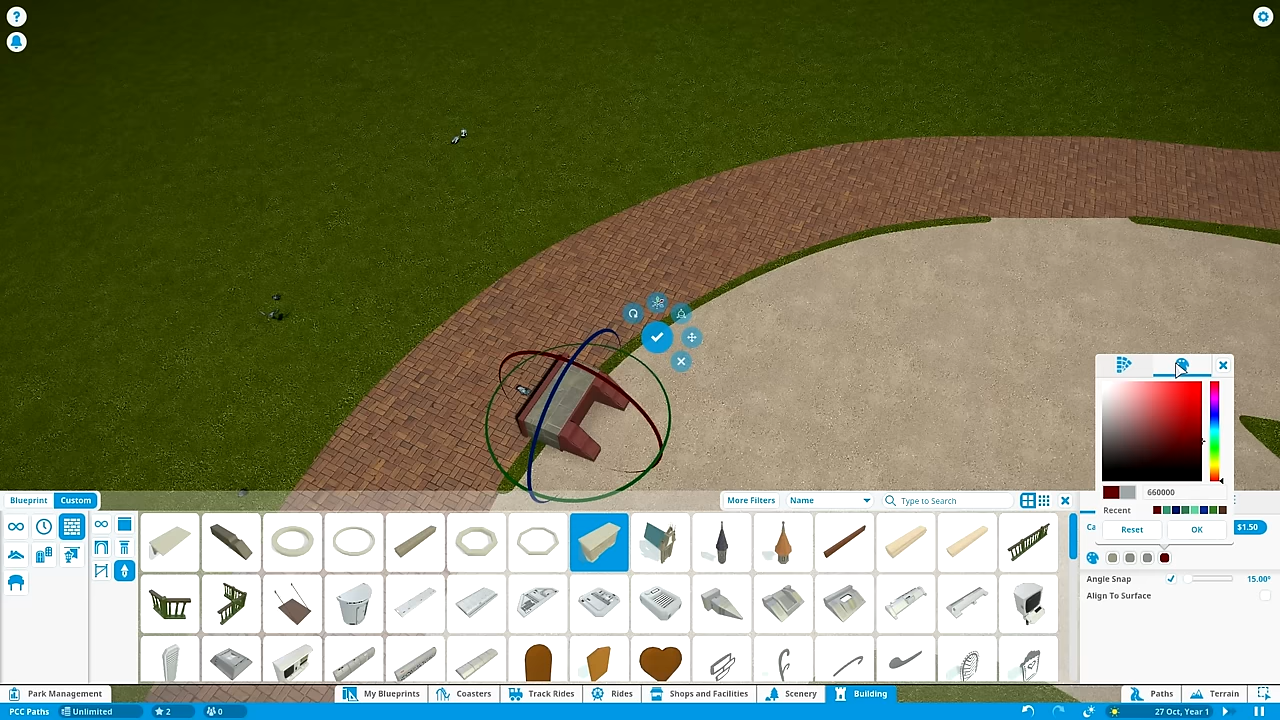 ?
Blueprint
Custom
More Filters
Name
Type to Search
660000
Recent
Reset
OK
Ca
$1.50
Angle Snap
15.00°
Align To Surface
Park Management
My Blueprints
Coasters
Track Rides
Rides
Shops and Facilities
Scenery
Building
Paths
Terrain
PCC Paths
Unlimited
2
0
27 Oct, Year 1